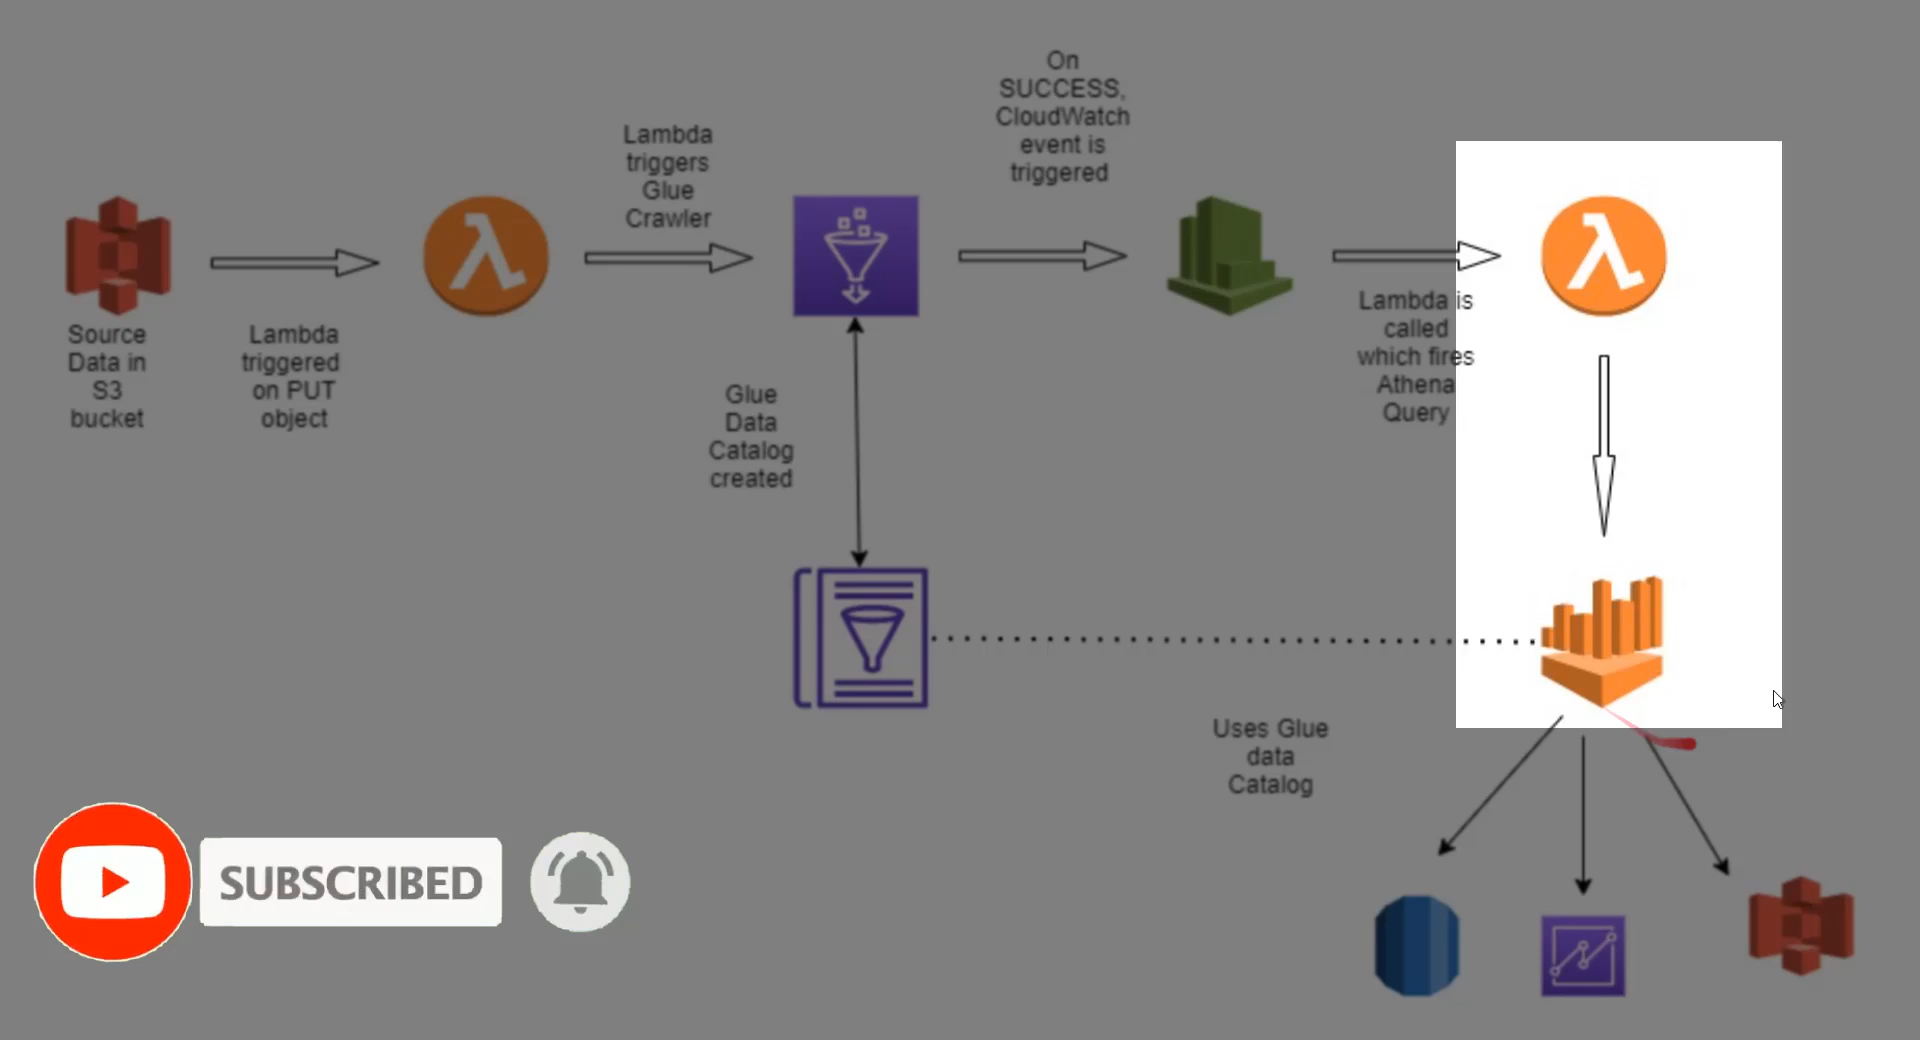 On
SUCCESS,
CloudWatch
event is
triggered
Lambda
triggers
Glue
Crawler
Source
Data in
S3
bucket
Lambda
triggered
on PUT
object
Lambda is
called
which fires
Athena
Query
Glue
Data
Catalog
created
Uses Glue
data
Catalog
SUBSCRIBED